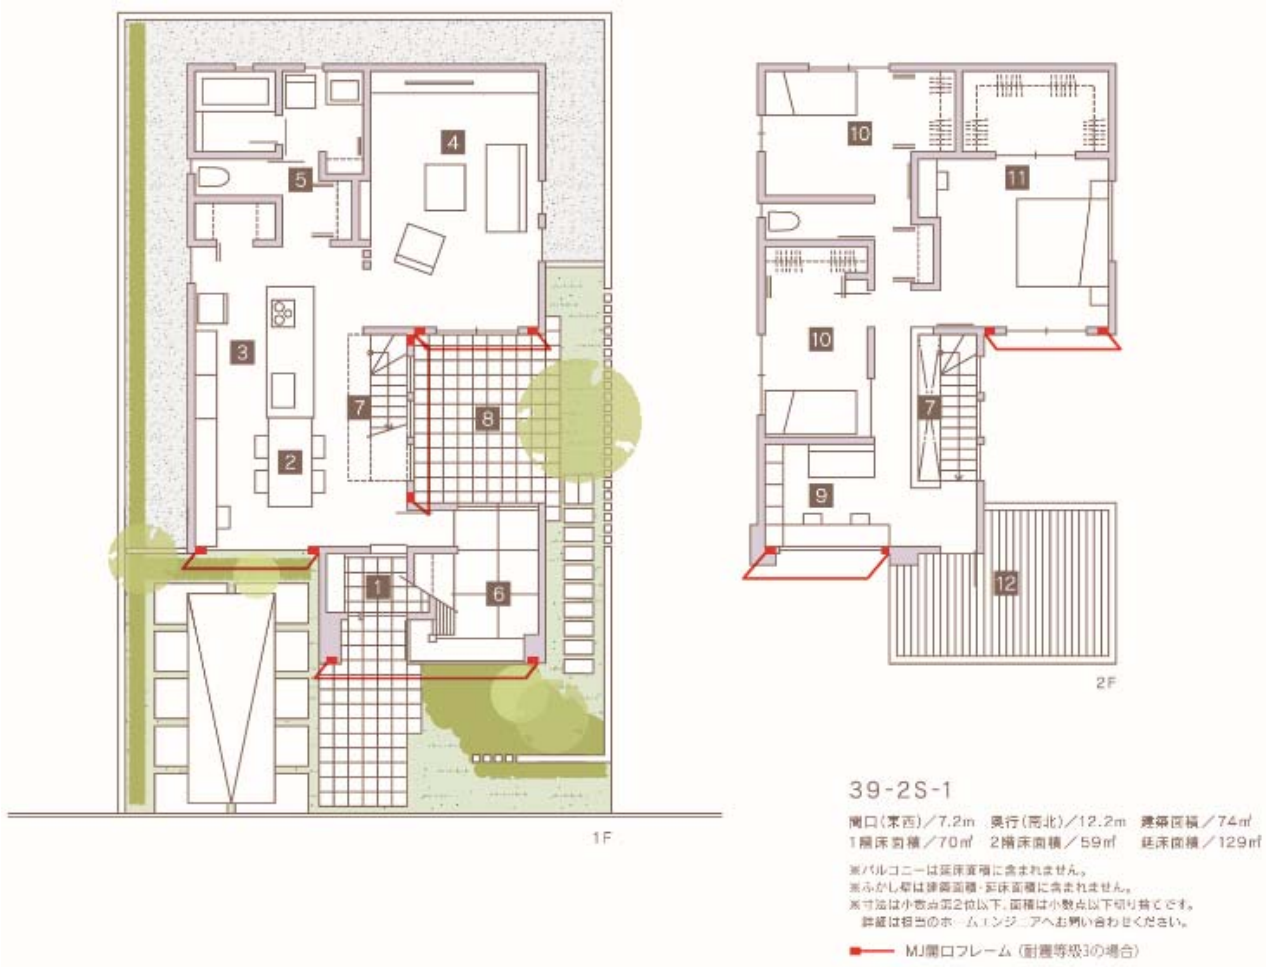 4
5
3
7
8
2
1
6
1F
10
11
10
7
9
12
2F
39-2S-1
間口(東西)／7.2m 奥行(南北)／12.2m 建築面積／74㎡
1階床面積／70㎡ 2階床面積／59㎡ 延床面積／129㎡
※バルコニーは延床面積に含まれません。
※ふかし壁は建築面積・延床面積に含まれません。
※寸法は小数点第2位以下、面積は小数点以下切り捨てです。
詳細は担当のホームエンジニアへお問い合わせください。
MJ開口フレーム (耐震等級3の場合)